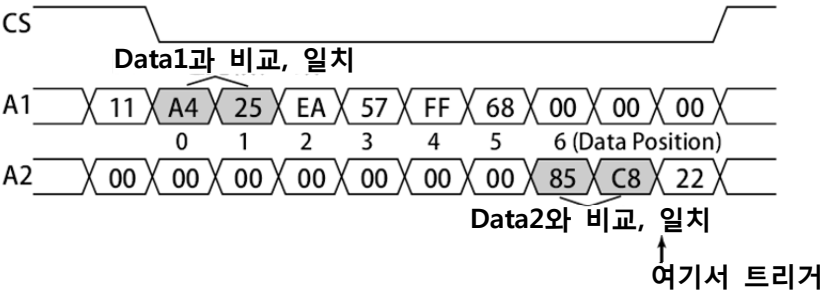 CS
Data1과 비교, 일치
A1 11 A4 25 EA 57 FF 68 00 00 00
0 1 2 3 4 5 6 (Data Position)
A2 00 00 00 00 00 00 00 85 C8 22
Data2와 비교, 일치
여기서 트리거